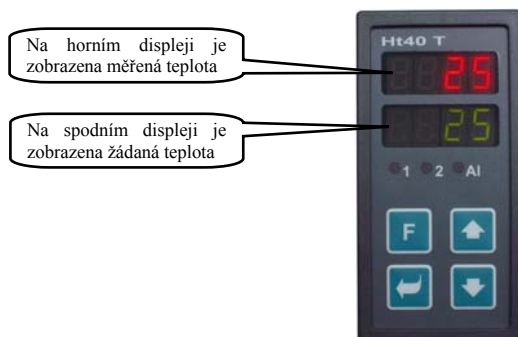 Na horním displeji je
zobrazena měřená teplota
Na spodním displeji je
zobrazena žádaná teplota
Ht40 T
25
25
1 2 Al
F